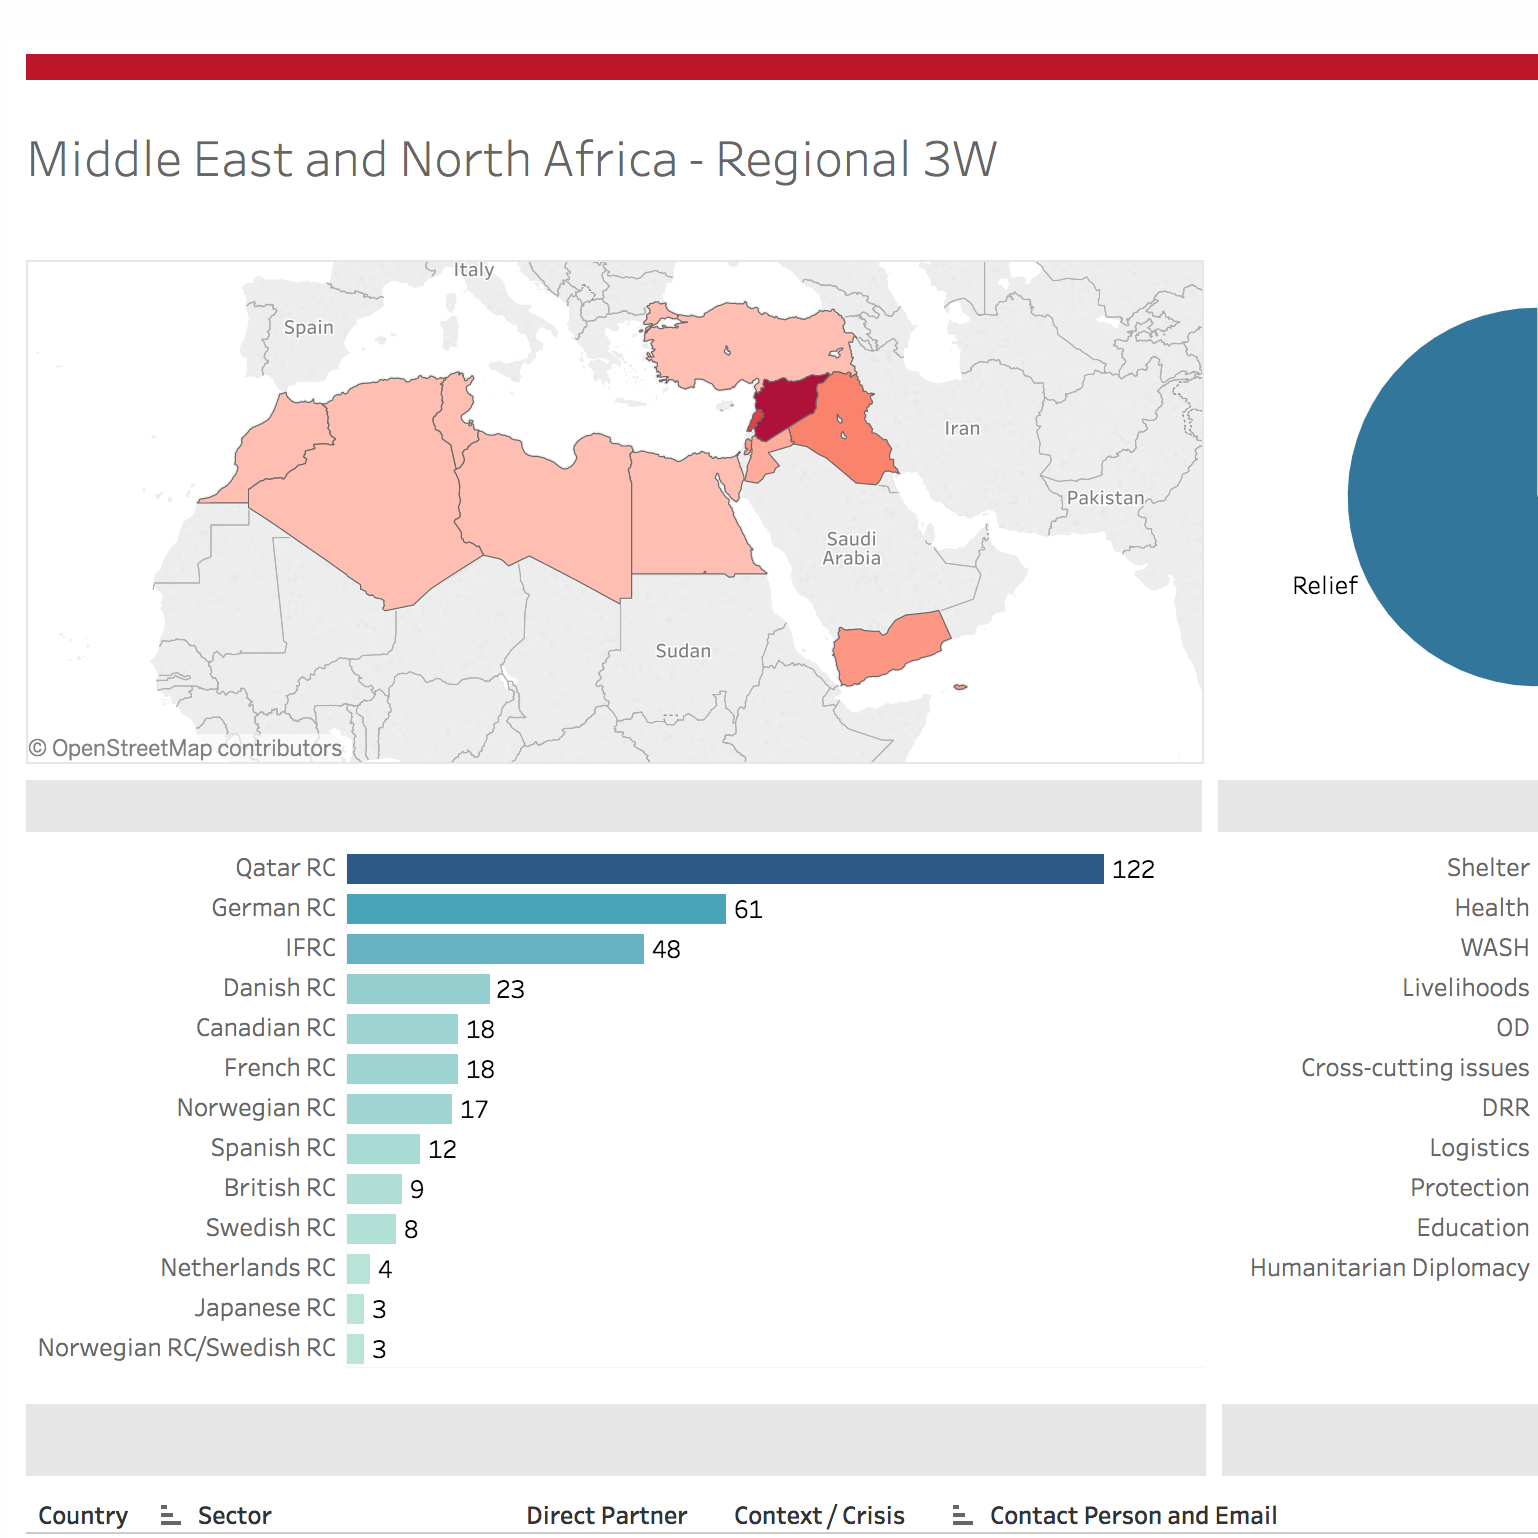 Middle East and North Africa - Regional 3W
Italy
Spain
Iran
Pakistan
Saudi
Arabia
Sudan
© OpenStreetMap contributors
Relief
Qatar RC 122
German RC 61
IFRC 48
Danish RC 23
Canadian RC 18
French RC 18
Norwegian RC 17
Spanish RC 12
British RC 9
Swedish RC 8
Netherlands RC 4
Japanese RC 3
Norwegian RC/Swedish RC 3
Shelter
Health
WASH
Livelihoods
OD
Cross-cutting issues
DRR
Logistics
Protection
Education
Humanitarian Diplomacy
Country Sector Direct Partner Context / Crisis Contact Person and Email